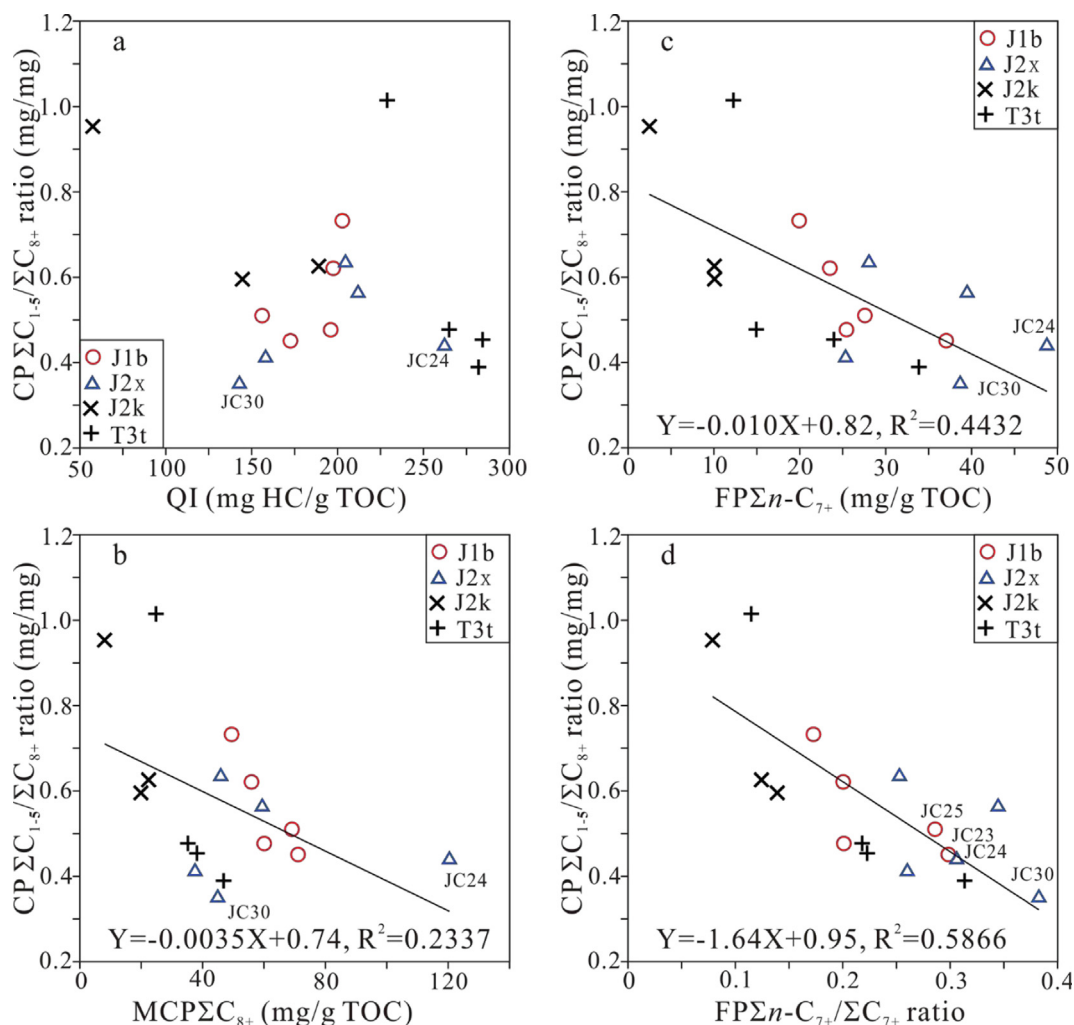 a
CP ΣC₁₋₅/ΣC₈₊ ratio (mg/mg)
1.2
1.0
0.8
0.6
0.4
0.2
J1b
J2x
J2k
T3t
JC30
JC24
50 100 150 200 250 300
QI (mg HC/g TOC)
c
CP ΣC₁₋₅/ΣC₈₊ ratio (mg/mg)
1.2
1.0
0.8
0.6
0.4
0.2
J1b
J2x
J2k
T3t
JC24
JC30
Y=-0.010X+0.82, R²=0.4432
0 10 20 30 40 50
FPΣn-C₇₊ (mg/g TOC)
b
CP ΣC₁₋₅/ΣC₈₊ ratio (mg/mg)
1.2
1.0
0.8
0.6
0.4
0.2
J1b
J2x
J2k
T3t
JC24
JC30
Y=-0.0035X+0.74, R²=0.2337
0 40 80 120
MCPΣC₈₊ (mg/g TOC)
d
CP ΣC₁₋₅/ΣC₈₊ ratio (mg/mg)
1.2
1.0
0.8
0.6
0.4
0.2
J1b
J2x
J2k
T3t
JC25
JC23
JC24
JC30
Y=-1.64X+0.95, R²=0.5866
0 0.1 0.2 0.3 0.4
FPΣn-C₇₊/ΣC₇₊ ratio